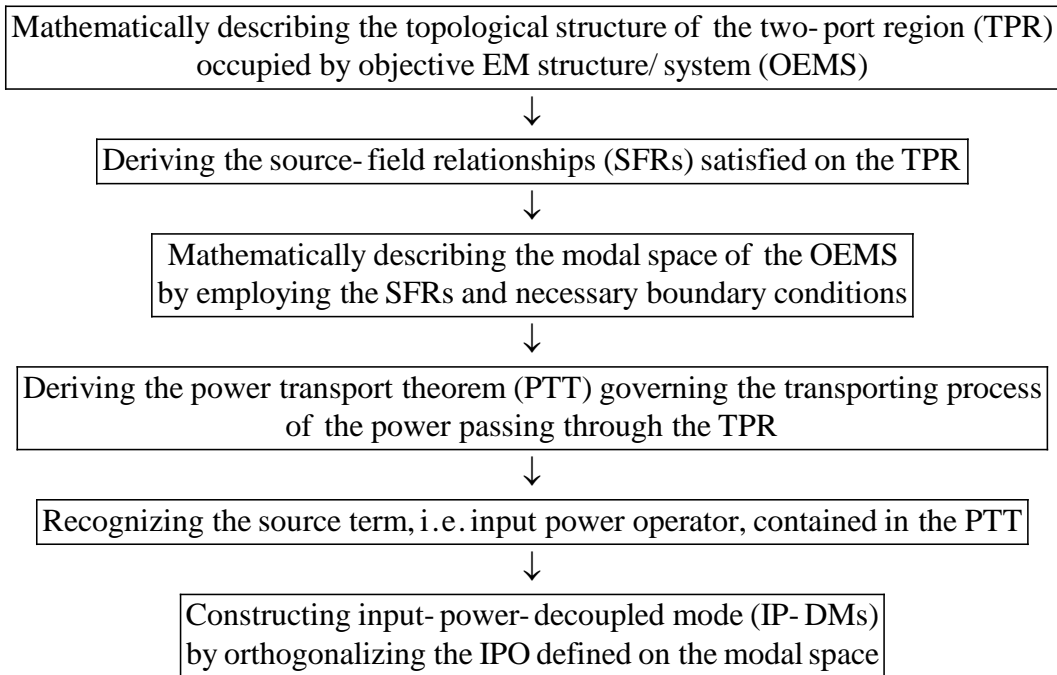 Mathematically describing the topological structure of the two-port region (TPR)
occupied by objective EM structure/ system (OEMS)
↓
Deriving the source-field relationships (SFRs) satisfied on the TPR
↓
Mathematically describing the modal space of the OEMS
by employing the SFRs and necessary boundary conditions
↓
Deriving the power transport theorem (PTT) governing the transporting process
of the power passing through the TPR
↓
Recognizing the source term, i.e. input power operator, contained in the PTT
↓
Constructing input-power-decoupled mode (IP-DMs)
by orthogonalizing the IPO defined on the modal space